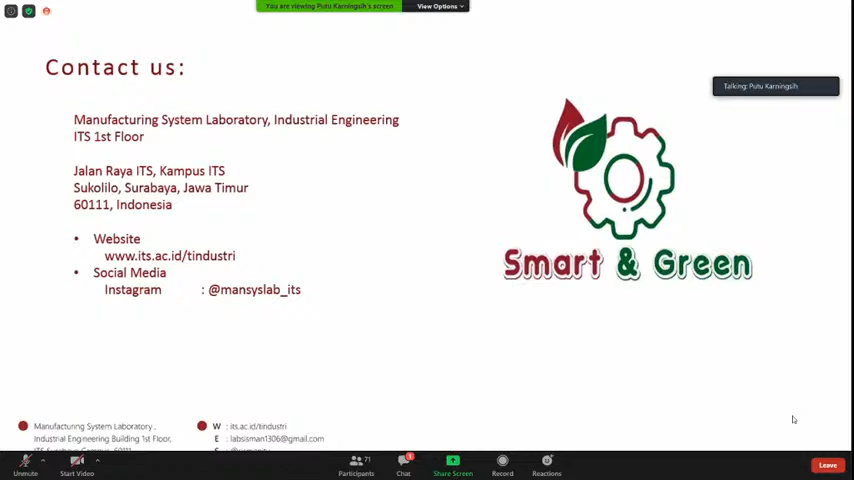 You are viewing Putu Karningsih's screen
View Options
Contact us:
Talking: Putu Karningsih
Manufacturing System Laboratory, Industrial Engineering
ITS 1st Floor
Jalan Raya ITS, Kampus ITS
Sukolilo, Surabaya, Jawa Timur
60111, Indonesia
• Website
www.its.ac.id/tindustri
• Social Media
Instagram : @mansyslab_its
Smart & Green
Manufacturing System Laboratory ,
Industrial Engineering Building 1st Floor,
W : its.ac.id/tindustri
E : labsisman1306@gmail.com
Unmute
Start Video
Participants
71
Chat
1
Share Screen
Record
Reactions
Leave